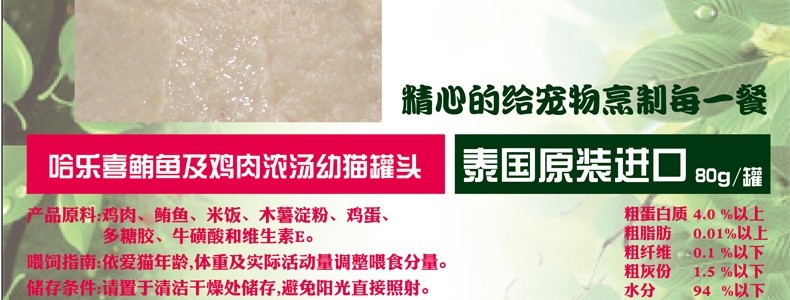 精心的给宠物烹制每一餐
哈乐喜鲔鱼及鸡肉浓汤幼猫罐头
泰国原装进口 80g/罐
产品原料:鸡肉、鲔鱼、米饭、木薯淀粉、鸡蛋、
多糖胶、牛磺酸和维生素E。
喂饲指南:依爱猫年龄,体重及实际活动量调整喂食分量。
储存条件:请置于清洁干燥处储存,避免阳光直接照射。
粗蛋白质 4.0 %以上
粗脂肪 0.01%以上
粗纤维 0.1 %以下
粗灰份 1.5 %以下
水分 94 %以下